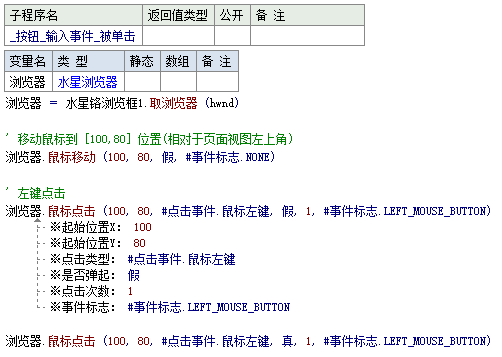 子程序名 返回值类型 公开 备 注
_按钮_输入事件_被单击
变量名 类 型 静态 数组 备 注
浏览器 水星浏览器
浏览器 = 水星铬浏览框1.取浏览器 (hwnd)
' 移动鼠标到 [100,80] 位置(相对于页面视图左上角)
浏览器.鼠标移动 (100, 80, 假, #事件标志.NONE)
' 左键点击
浏览器.鼠标点击 (100, 80, #点击事件.鼠标左键, 假, 1, #事件标志.LEFT_MOUSE_BUTTON)
※起始位置X: 100
※起始位置Y: 80
※点击类型: #点击事件.鼠标左键
※是否弹起: 假
※点击次数: 1
※事件标志: #事件标志.LEFT_MOUSE_BUTTON
浏览器.鼠标点击 (100, 80, #点击事件.鼠标左键, 真, 1, #事件标志.LEFT_MOUSE_BUTTON)